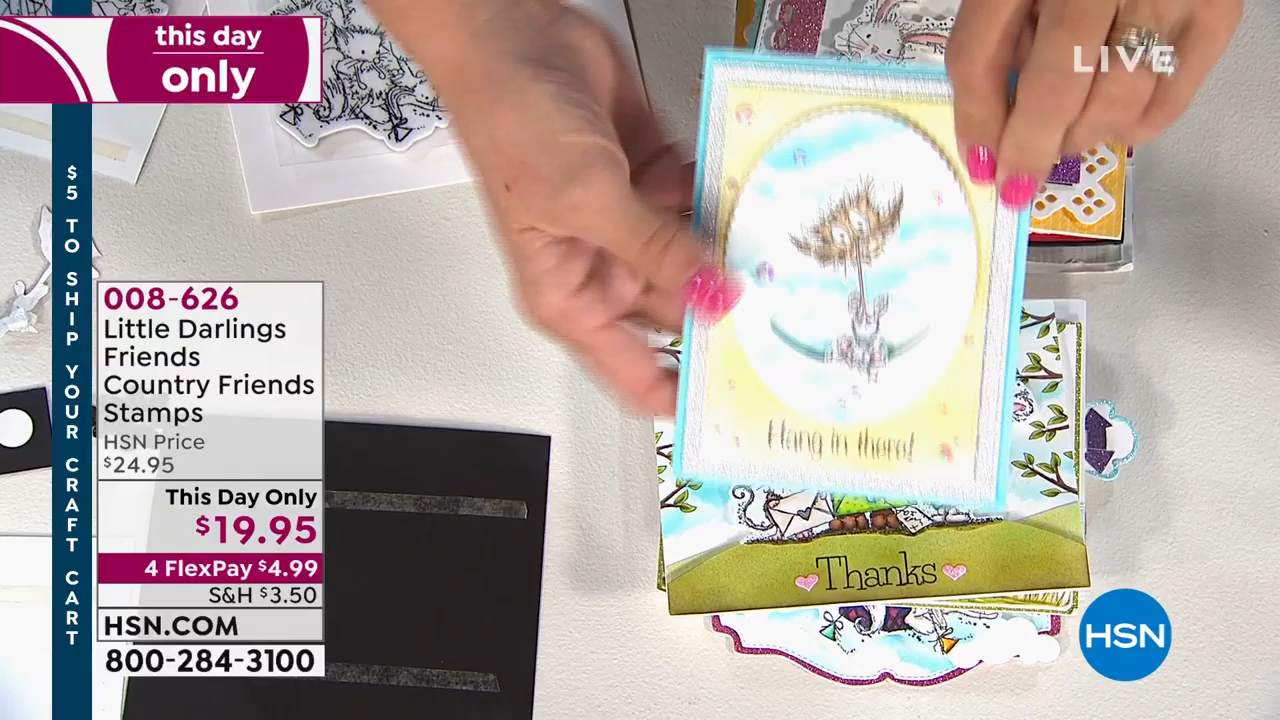 this day
only
LIVE
$5 TO SHIP YOUR CRAFT CART
008-626
Little Darlings
Friends
Country Friends
Stamps
HSN Price
$24.95
This Day Only
$19.95
4 FlexPay $4.99
S&H $3.50
HSN.COM
800-284-3100
Hang in there!
Thanks
HSN